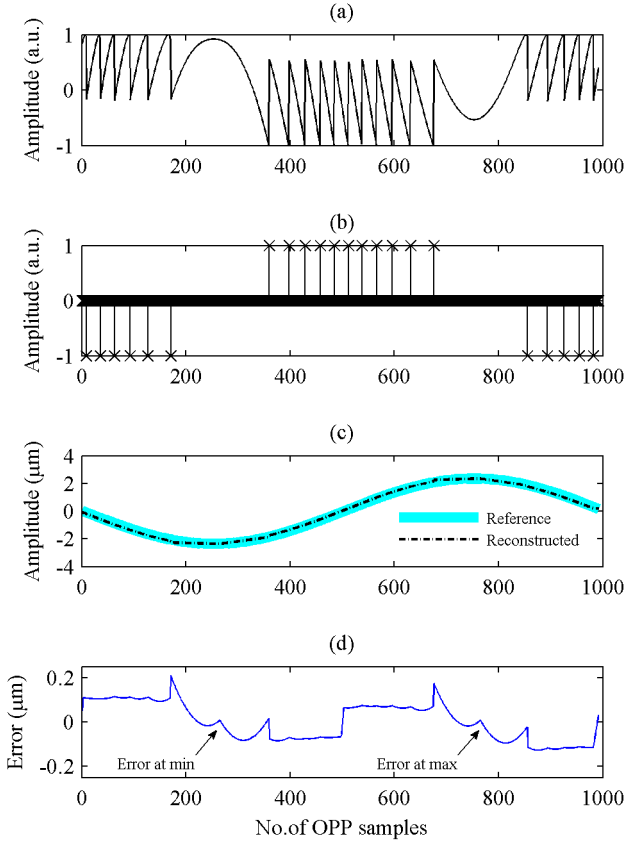 (a)
Amplitude (a.u.)
1
0
-1
0 200 400 600 800 1000
(b)
Amplitude (a.u.)
1
0
-1
0 200 400 600 800 1000
(c)
Amplitude (μm)
4
2
0
-2
-4
Reference
Reconstructed
0 200 400 600 800 1000
(d)
Error (μm)
0.2
0
-0.2
Error at min
Error at max
0 200 400 600 800 1000
No.of OPP samples